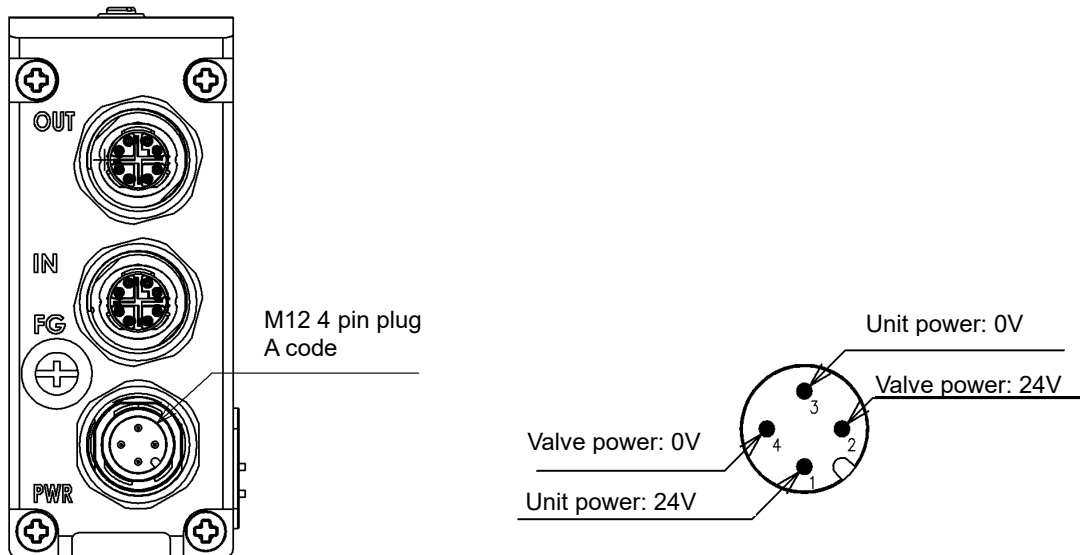 OUT
IN
FG
PWR
M12 4 pin plug
A code
Unit power: 0V
Valve power: 24V
Valve power: 0V
Unit power: 24V
3
4
2
1